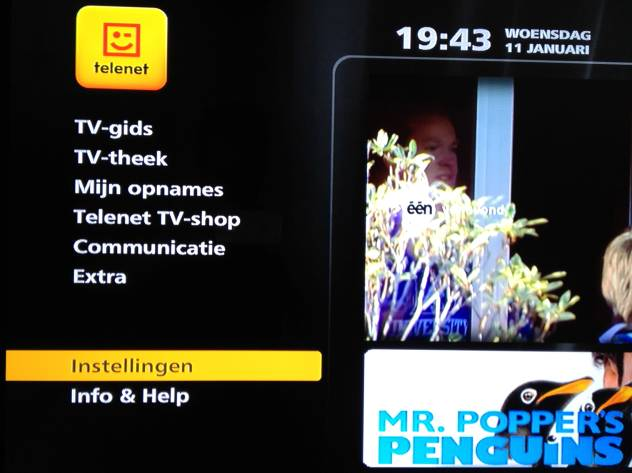 telenet
19:43
WOENSDAG
11 JANUARI
TV-gids
TV-theek
Mijn opnames
Telenet TV-shop
Communicatie
Extra
één
UNIVERSITY
Instellingen
Info & Help
MR. POPPER'S
PENGUINS